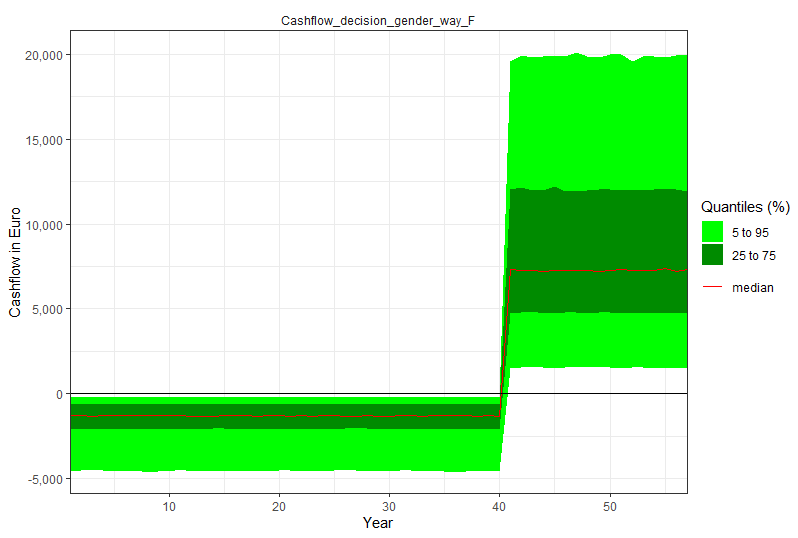 Cashflow_decision_gender_way_F
20,000
15,000
10,000
5,000
0
-5,000
Cashflow in Euro
10
20
30
40
50
Year
Quantiles (%)
5 to 95
25 to 75
median